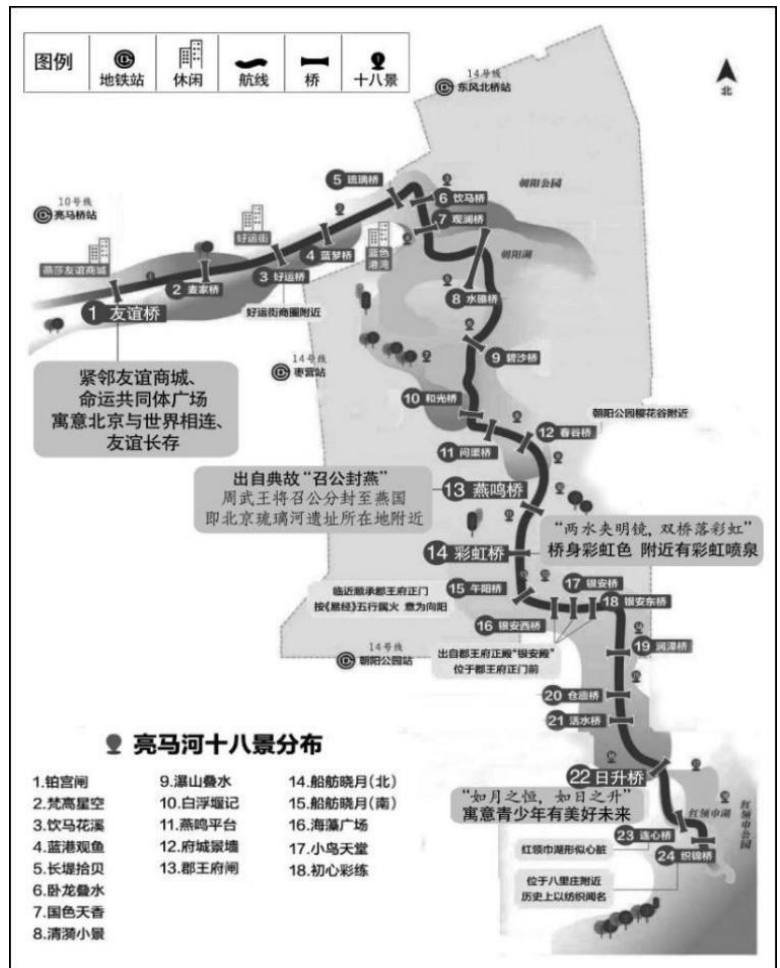 图例
地铁站
休闲
航线
桥
十八景
北
14号线
东风北桥站
10号线
亮马桥站
燕莎友谊商城
好运街
蓝色
港湾
朝阳公园
朝阳湖
1 友谊桥
2 麦家桥
3 好运桥
4 蓝梦桥
5 琉璃桥
6 饮马桥
7 观澜桥
8 水碓桥
9 碧沙桥
好运街商圈附近
紧邻友谊商城、
命运共同体广场
寓意北京与世界相连、
友谊长存
14号线
枣营站
10 和光桥
11 问渠桥
12 春谷桥
朝阳公园樱花谷附近
出自典故“召公封燕”
周武王将召公分封至燕国
即北京琉璃河遗址所在地附近
13 燕鸣桥
14 彩虹桥
“两水夹明镜,双桥落彩虹”
桥身彩虹色 附近有彩虹喷泉
临近顺承郡王府正门
按《易经》五行属火 意为向阳
15 午阳桥
16 银安西桥
17 银安桥
18 银安东桥
出自郡王府正殿“银安殿”
位于郡王府正门前
14号线
朝阳公园站
19 润泽桥
20 仓油桥
21 活水桥
22 日升桥
“如月之恒,如日之升”
寓意青少年有美好未来
23 连心桥
红领巾湖形似心脏
24 织锦桥
位于八里庄附近
历史上以纺织闻名
红领巾湖
红领巾公园
亮马河十八景分布
1.铂宫闸
2.梵高星空
3.饮马花溪
4.蓝港观鱼
5.长堤拾贝
6.卧龙叠水
7.国色天香
8.清漪小景
9.瀑山叠水
10.白浮堰记
11.燕鸣平台
12.府城景墙
13.郡王府闸
14.船舫晓月(北)
15.船舫晓月(南)
16.海藻广场
17.小鸟天堂
18.初心彩练